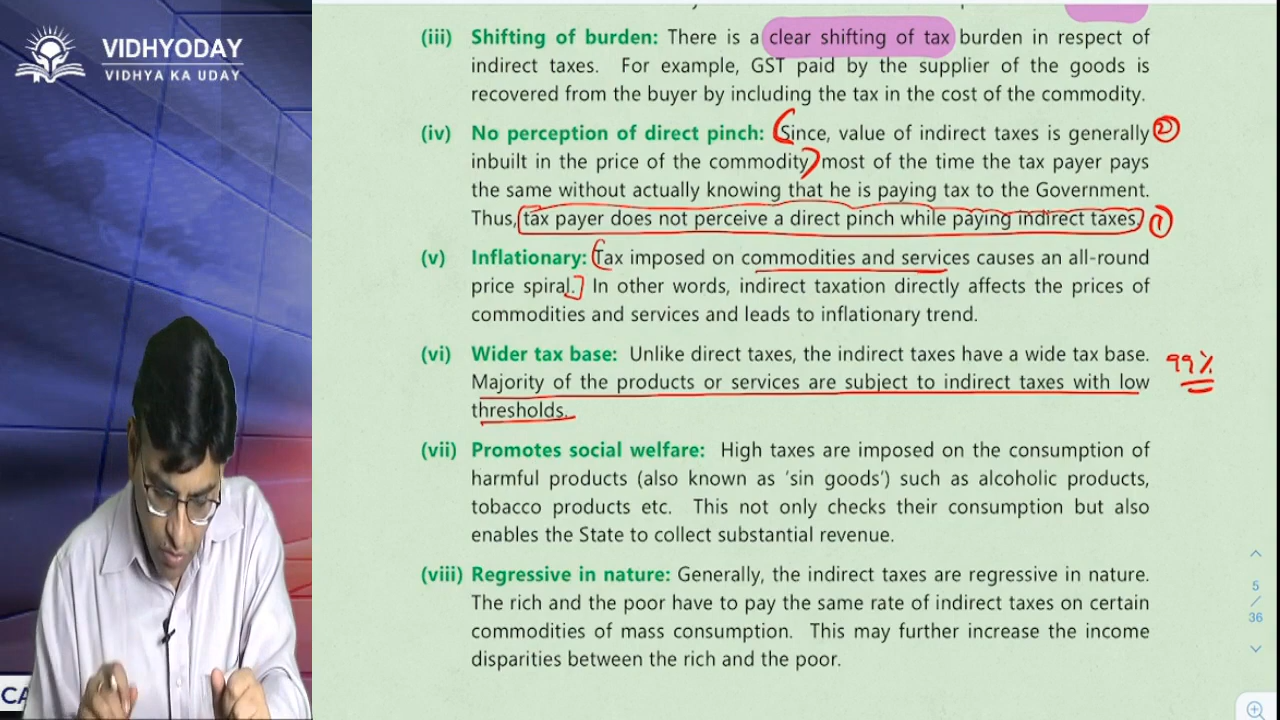 VIDHYODAY
VIDHYA KA UDAY
(iii) Shifting of burden: There is a clear shifting of tax burden in respect of
indirect taxes. For example, GST paid by the supplier of the goods is
recovered from the buyer by including the tax in the cost of the commodity.
(iv) No perception of direct pinch: Since, value of indirect taxes is generally ②
inbuilt in the price of the commodity, most of the time the tax payer pays
the same without actually knowing that he is paying tax to the Government.
Thus, tax payer does not perceive a direct pinch while paying indirect taxes. ①
(v) Inflationary: Tax imposed on commodities and services causes an all-round
price spiral. In other words, indirect taxation directly affects the prices of
commodities and services and leads to inflationary trend.
(vi) Wider tax base: Unlike direct taxes, the indirect taxes have a wide tax base. 99%
Majority of the products or services are subject to indirect taxes with low
thresholds.
(vii) Promotes social welfare: High taxes are imposed on the consumption of
harmful products (also known as ‘sin goods’) such as alcoholic products,
tobacco products etc. This not only checks their consumption but also
enables the State to collect substantial revenue.
(viii) Regressive in nature: Generally, the indirect taxes are regressive in nature.
The rich and the poor have to pay the same rate of indirect taxes on certain
commodities of mass consumption. This may further increase the income
disparities between the rich and the poor.
5
/
36
CA